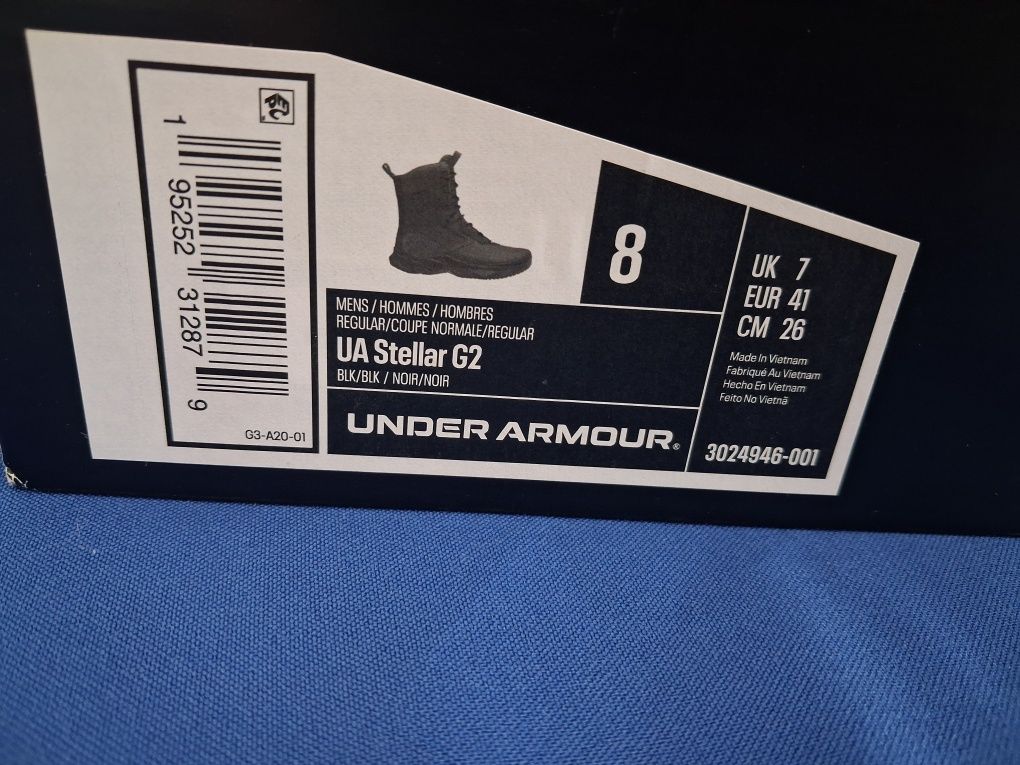 1 95252 31287 9
G3-A20-01
8
UK 7
EUR 41
CM 26
MENS / HOMMES / HOMBRES
REGULAR/COUPE NORMALE/REGULAR
UA Stellar G2
BLK/BLK / NOIR/NOIR
Made In Vietnam
Fabriqué Au Vietnam
Hecho En Vietnam
Feito No Vietnã
UNDER ARMOUR®
3024946-001